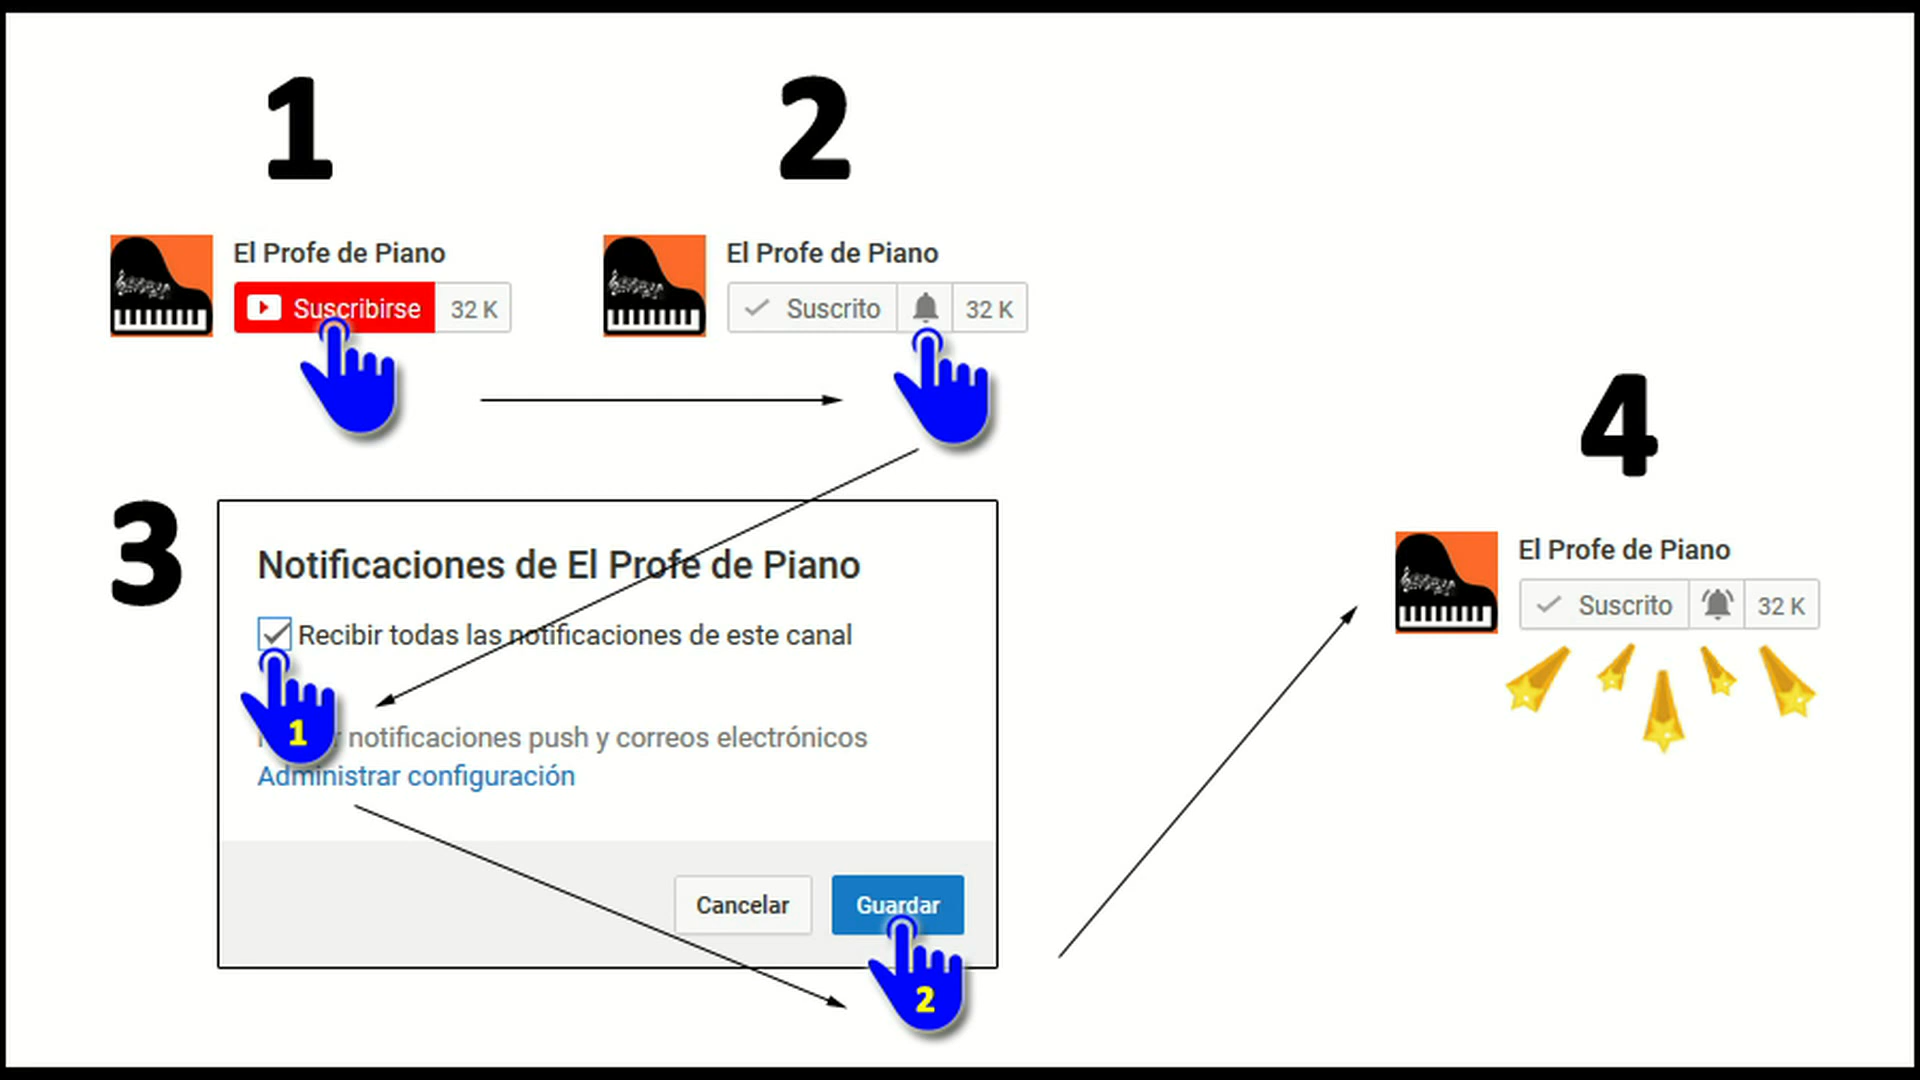 1
El Profe de Piano
Suscribirse 32 K
2
El Profe de Piano
Suscrito 32 K
3
Notificaciones de El Profe de Piano
Recibir todas las notificaciones de este canal
1
notificaciones push y correos electrónicos
Administrar configuración
Cancelar Guardar
2
4
El Profe de Piano
Suscrito 32 K